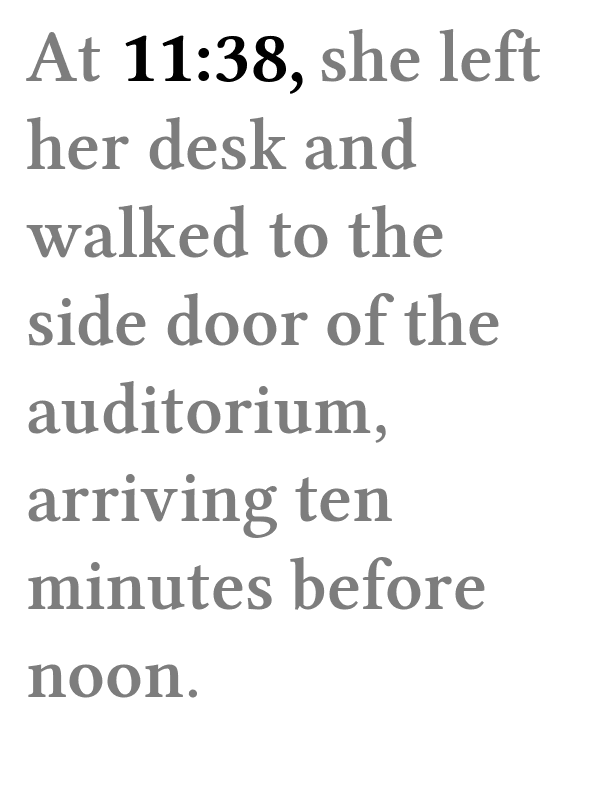 At 11:38, she left
her desk and
walked to the
side door of the
auditorium,
arriving ten
minutes before
noon.